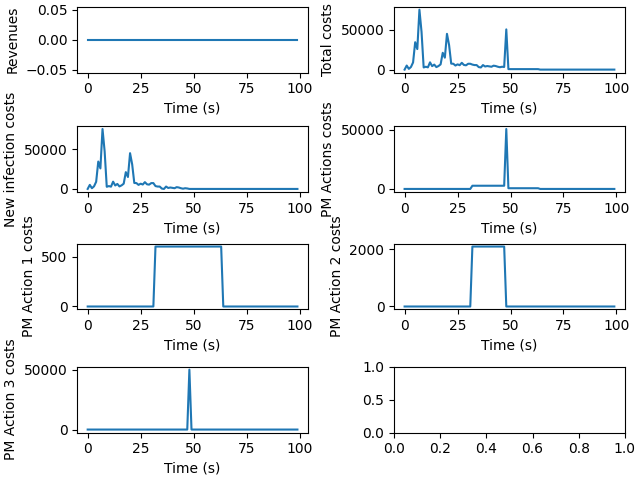 Revenues
0.05
0.00
−0.05
0 25 50 75 100
Time (s)
Total costs
50000
0
0 25 50 75 100
Time (s)
New infection costs
50000
0
0 25 50 75 100
Time (s)
PM Actions costs
50000
0
0 25 50 75 100
Time (s)
PM Action 1 costs
500
0
0 25 50 75 100
Time (s)
PM Action 2 costs
2000
0
0 25 50 75 100
Time (s)
PM Action 3 costs
50000
0
0 25 50 75 100
Time (s)
1.0
0.5
0.0
0.0 0.2 0.4 0.6 0.8 1.0